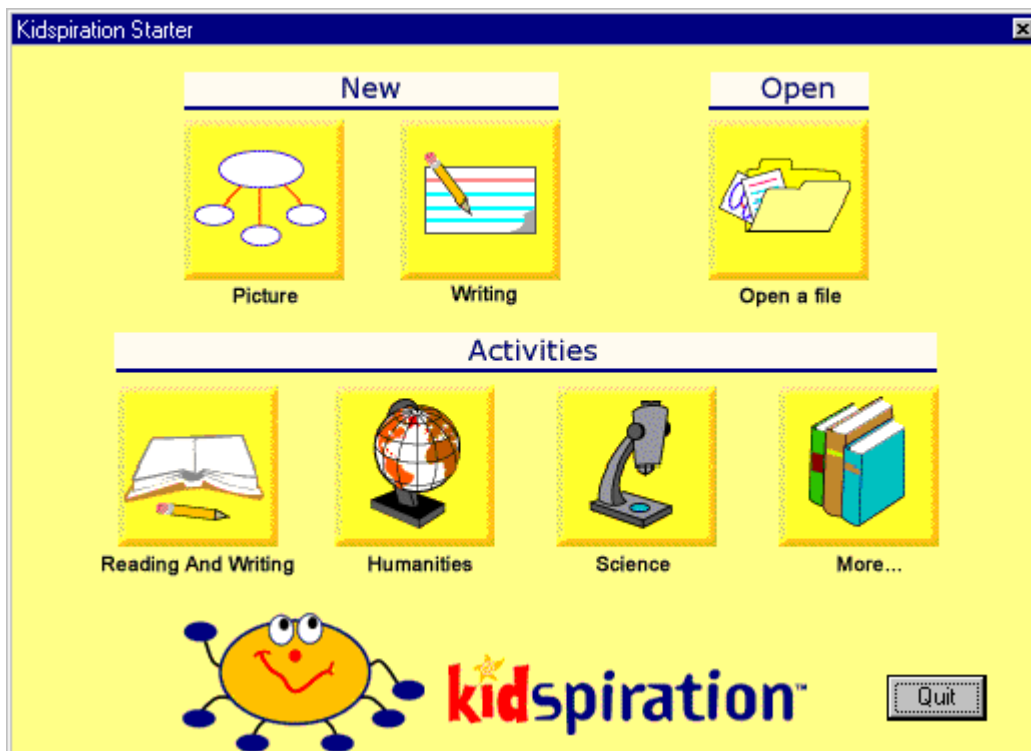 Kidspiration Starter
New
Open
Picture
Writing
Open a file
Activities
Reading And Writing
Humanities
Science
More...
kidspiration™
Quit